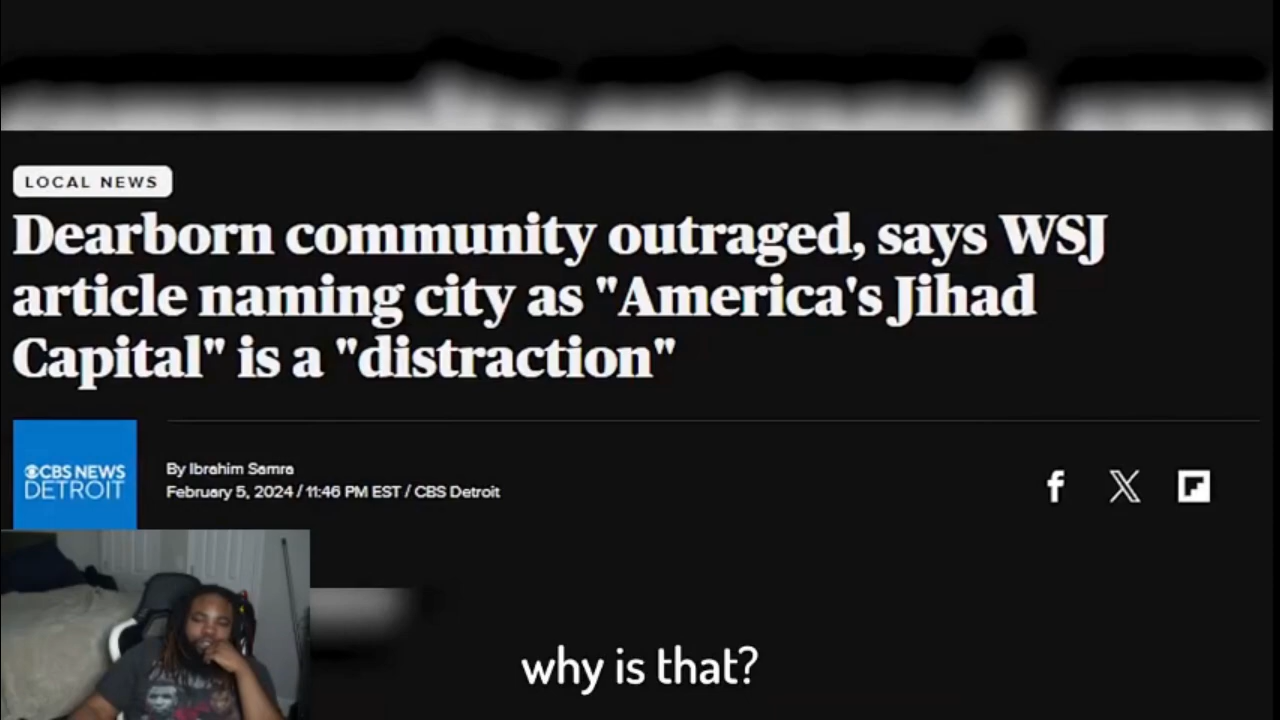 LOCAL NEWS
Dearborn community outraged, says WSJ
article naming city as "America's Jihad
Capital" is a "distraction"
CBS NEWS
DETROIT
By Ibrahim Samra
February 5, 2024 / 11:46 PM EST / CBS Detroit
why is that?